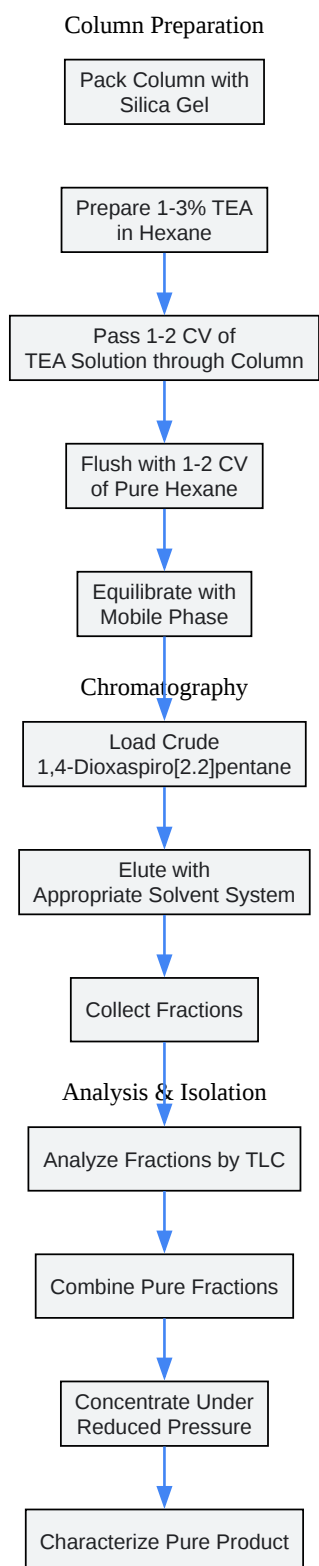 Column Preparation
Pack Column with
Silica Gel
Prepare 1-3% TEA
in Hexane
Pass 1-2 CV of
TEA Solution through Column
Flush with 1-2 CV
of Pure Hexane
Equilibrate with
Mobile Phase
Chromatography
Load Crude
1,4-Dioxaspiro[2.2]pentane
Elute with
Appropriate Solvent System
Collect Fractions
Analysis & Isolation
Analyze Fractions by TLC
Combine Pure Fractions
Concentrate Under
Reduced Pressure
Characterize Pure Product